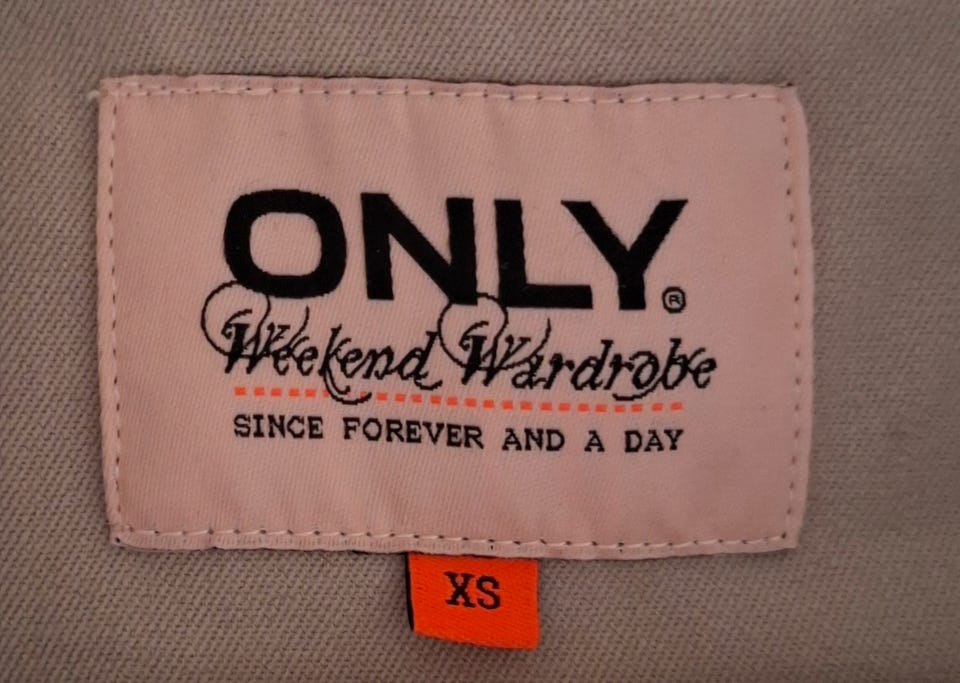 ONLY®
Weekend Wardrobe
SINCE FOREVER AND A DAY
XS